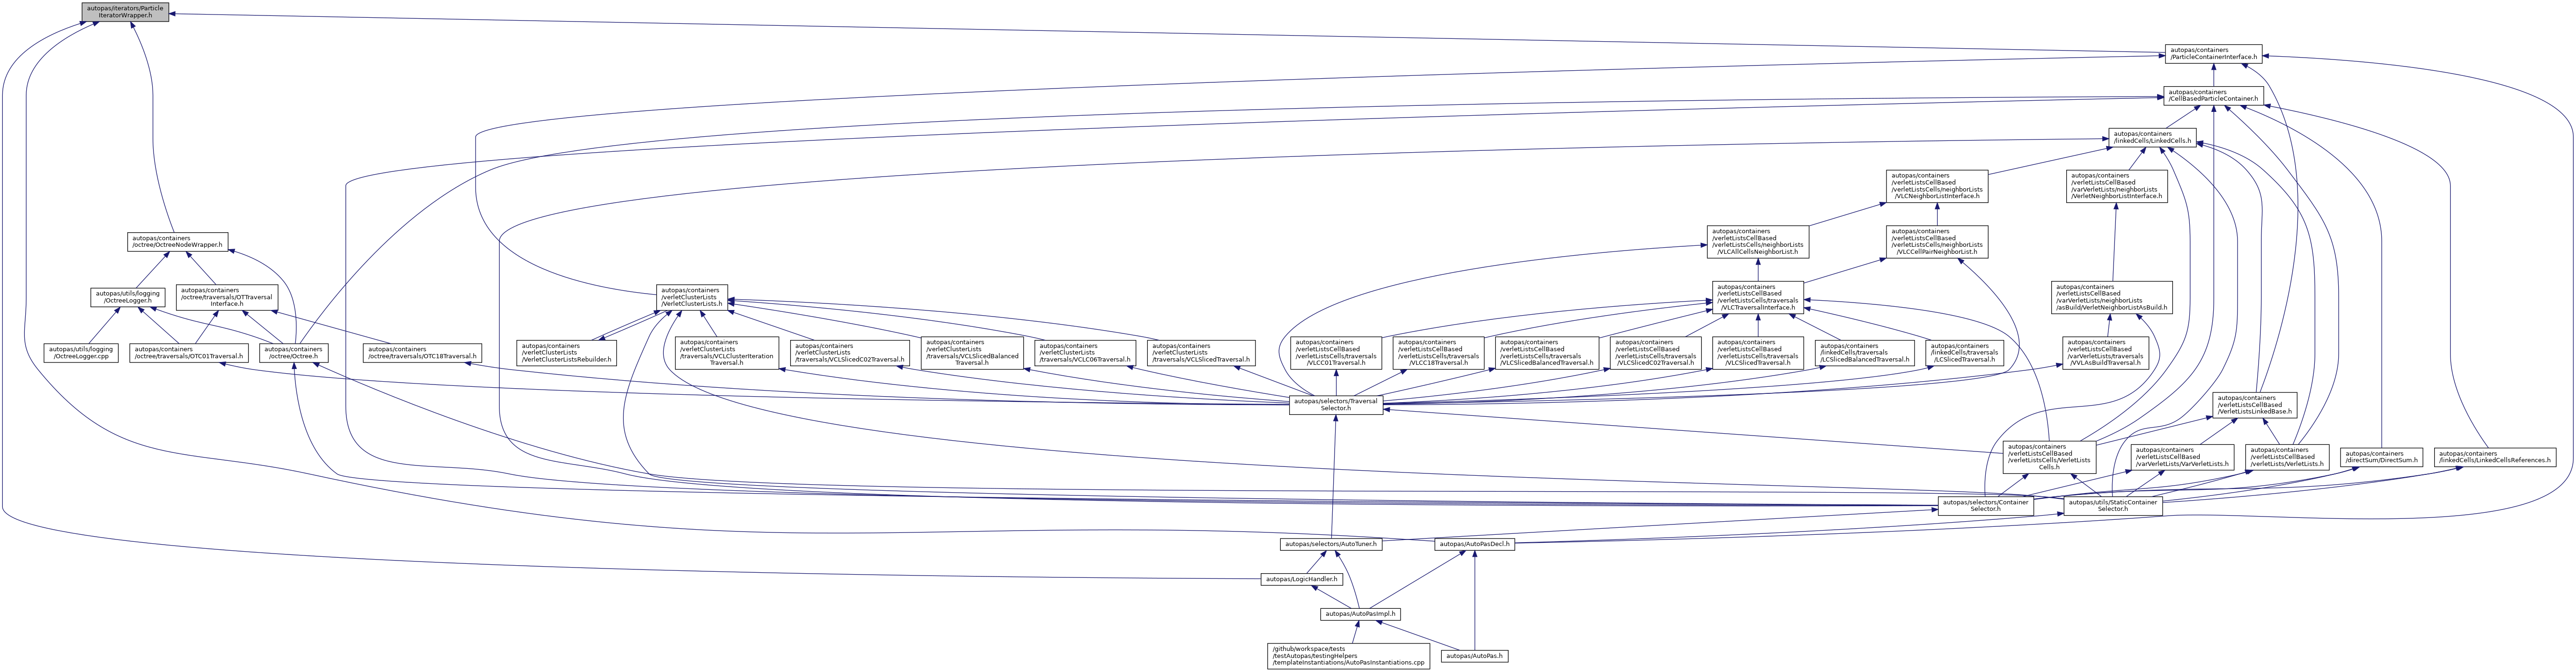 autopas/iterators/Particle
IteratorWrapper.h
autopas/containers
/ParticleContainerInterface.h
autopas/containers
/CellBasedParticleContainer.h
autopas/containers
/linkedCells/LinkedCells.h
autopas/containers
/verletListsCellBased
/verletListsCells/neighborLists
/VLCNeighborListInterface.h
autopas/containers
/verletListsCellBased
/varVerletLists/neighborLists
/VerletNeighborListInterface.h
autopas/containers
/octree/OctreeNodeWrapper.h
autopas/containers
/verletListsCellBased
/verletListsCells/neighborLists
/VLCAllCellsNeighborList.h
autopas/containers
/verletListsCellBased
/verletListsCells/neighborLists
/VLCCellPairNeighborList.h
autopas/utils/logging
/OctreeLogger.h
autopas/containers
/octree/traversals/OTTraversal
Interface.h
autopas/containers
/verletClusterLists
/VerletClusterLists.h
autopas/containers
/verletListsCellBased
/verletListsCells/traversals
/VLCTraversalInterface.h
autopas/containers
/verletListsCellBased
/varVerletLists/neighborLists
/asBuild/VerletNeighborListAsBuild.h
autopas/utils/logging
/OctreeLogger.cpp
autopas/containers
/octree/traversals/OTC01Traversal.h
autopas/containers
/octree/Octree.h
autopas/containers
/octree/traversals/OTC18Traversal.h
autopas/containers
/verletClusterLists
/VerletClusterListsRebuilder.h
autopas/containers
/verletClusterLists
/traversals/VCLClusterIteration
Traversal.h
autopas/containers
/verletClusterLists
/traversals/VCLSlicedC02Traversal.h
autopas/containers
/verletClusterLists
/traversals/VCLSlicedBalanced
Traversal.h
autopas/containers
/verletClusterLists
/traversals/VCLC06Traversal.h
autopas/containers
/verletClusterLists
/traversals/VCLSlicedTraversal.h
autopas/containers
/verletListsCellBased
/verletListsCells/traversals
/VLCC01Traversal.h
autopas/containers
/verletListsCellBased
/verletListsCells/traversals
/VLCC18Traversal.h
autopas/containers
/verletListsCellBased
/verletListsCells/traversals
/VLCSlicedBalancedTraversal.h
autopas/containers
/verletListsCellBased
/verletListsCells/traversals
/VLCSlicedC02Traversal.h
autopas/containers
/verletListsCellBased
/verletListsCells/traversals
/VLCSlicedTraversal.h
autopas/containers
/linkedCells/traversals
/LCSlicedBalancedTraversal.h
autopas/containers
/linkedCells/traversals
/LCSlicedTraversal.h
autopas/containers
/verletListsCellBased
/varVerletLists/traversals
/VVLAsBuildTraversal.h
autopas/selectors/Traversal
Selector.h
autopas/containers
/verletListsCellBased
/VerletListsLinkedBase.h
autopas/containers
/verletListsCellBased
/verletListsCells/VerletLists
Cells.h
autopas/containers
/verletListsCellBased
/varVerletLists/VarVerletLists.h
autopas/containers
/verletListsCellBased
/verletLists/VerletLists.h
autopas/containers
/directSum/DirectSum.h
autopas/containers
/linkedCells/LinkedCellsReferences.h
autopas/selectors/Container
Selector.h
autopas/utils/StaticContainer
Selector.h
autopas/selectors/AutoTuner.h
autopas/AutoPasDecl.h
autopas/LogicHandler.h
autopas/AutoPasImpl.h
/github/workspace/tests
/testAutopas/testingHelpers
/templateInstantiations/AutoPasInstantiations.cpp
autopas/AutoPas.h